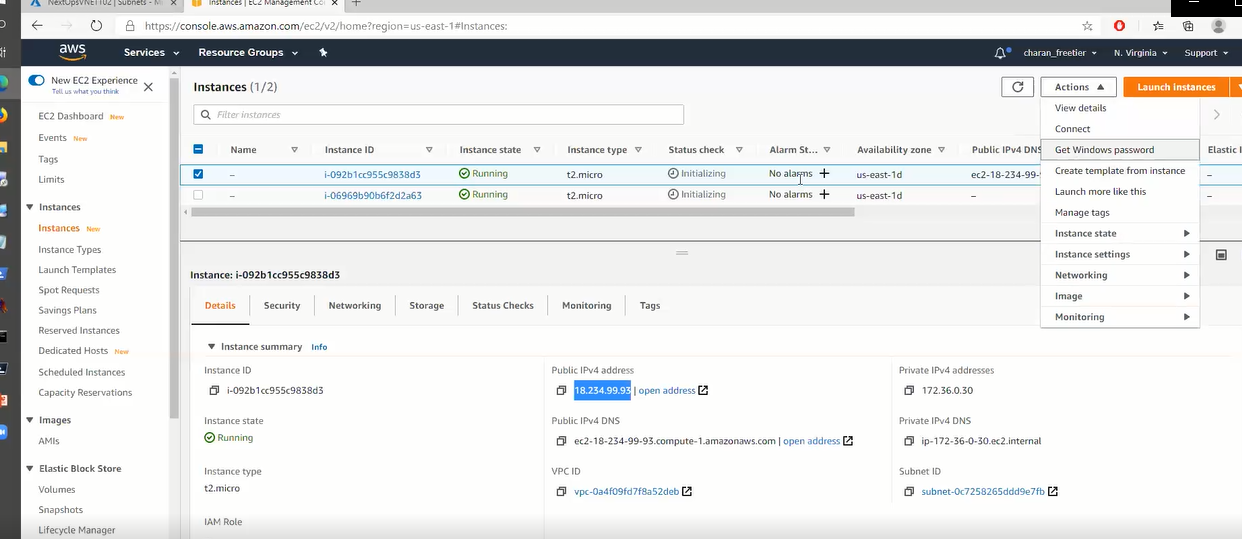 NextOpsVNET102 | Subnets - M
Instances | EC2 Management Co
https://console.aws.amazon.com/ec2/v2/home?region=us-east-1#Instances:
aws
Services
Resource Groups
charan_freetier
N. Virginia
Support
New EC2 Experience
Tell us what you think
EC2 Dashboard New
Events New
Tags
Limits
Instances
Instances New
Instance Types
Launch Templates
Spot Requests
Savings Plans
Reserved Instances
Dedicated Hosts New
Scheduled Instances
Capacity Reservations
Images
AMIs
Elastic Block Store
Volumes
Snapshots
Lifecycle Manager
Instances (1/2)
Actions
Launch instances
Filter instances
Name
Instance ID
Instance state
Instance type
Status check
Alarm St...
Availability zone
Public IPv4 DNS
Elastic I
– i-092b1cc955c9838d3 Running t2.micro Initializing No alarms + us-east-1d ec2-18-234-99-9 –
– i-06969b90b6f2d2a63 Running t2.micro Initializing No alarms + us-east-1d – –
View details
Connect
Get Windows password
Create template from instance
Launch more like this
Manage tags
Instance state
Instance settings
Networking
Image
Monitoring
Instance: i-092b1cc955c9838d3
Details
Security
Networking
Storage
Status Checks
Monitoring
Tags
Instance summary Info
Instance ID
i-092b1cc955c9838d3
Public IPv4 address
18.234.99.93 | open address
Private IPv4 addresses
172.36.0.30
Instance state
Running
Public IPv4 DNS
ec2-18-234-99-93.compute-1.amazonaws.com | open address
Private IPv4 DNS
ip-172-36-0-30.ec2.internal
Instance type
t2.micro
VPC ID
vpc-0a4f09fd7f8a52deb
Subnet ID
subnet-0c7258265ddd9e7fb
IAM Role